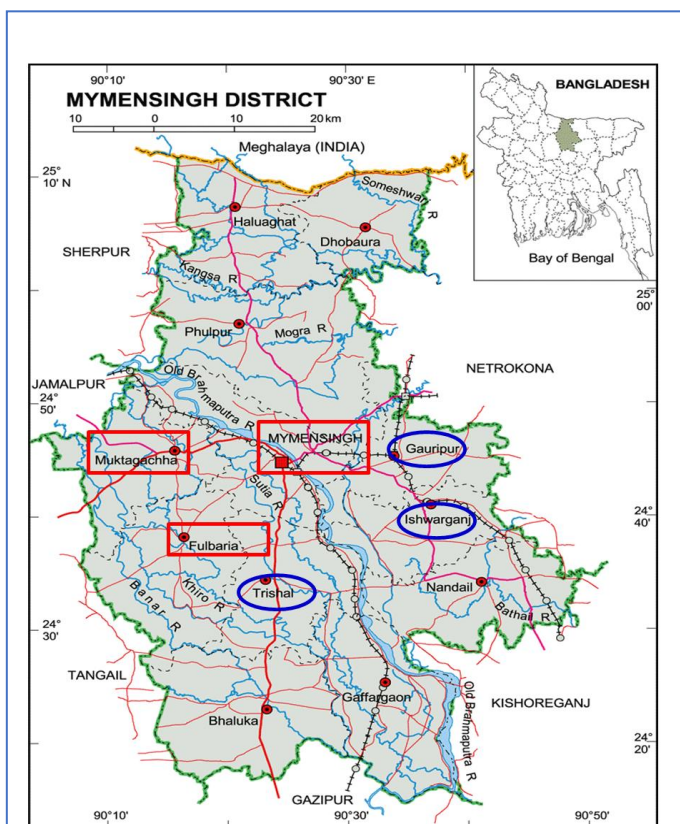 90°10'
90°30' E
MYMENSINGH DISTRICT
10 0 10 20 km
BANGLADESH
Bay of Bengal
Meghalaya (INDIA)
25°
10' N
Someshwari R
Haluaghat
Dhobaura
SHERPUR
Kangsa R
25°
00'
Phulpur
Mogra R
NETROKONA
Old Brahmaputra R
JAMALPUR
24°
50'
MYMENSINGH
Gauripur
Muktagachha
Sutia R
Ishwarganj
24°
40'
Fulbaria
Trishal
Khiro R
Banar R
Nandail
Bathail R
24°
30'
TANGAIL
Gaffargaon
Old Brahmaputra R
KISHOREGANJ
Bhaluka
24°
20'
GAZIPUR
90°10'
90°30'
90°50'